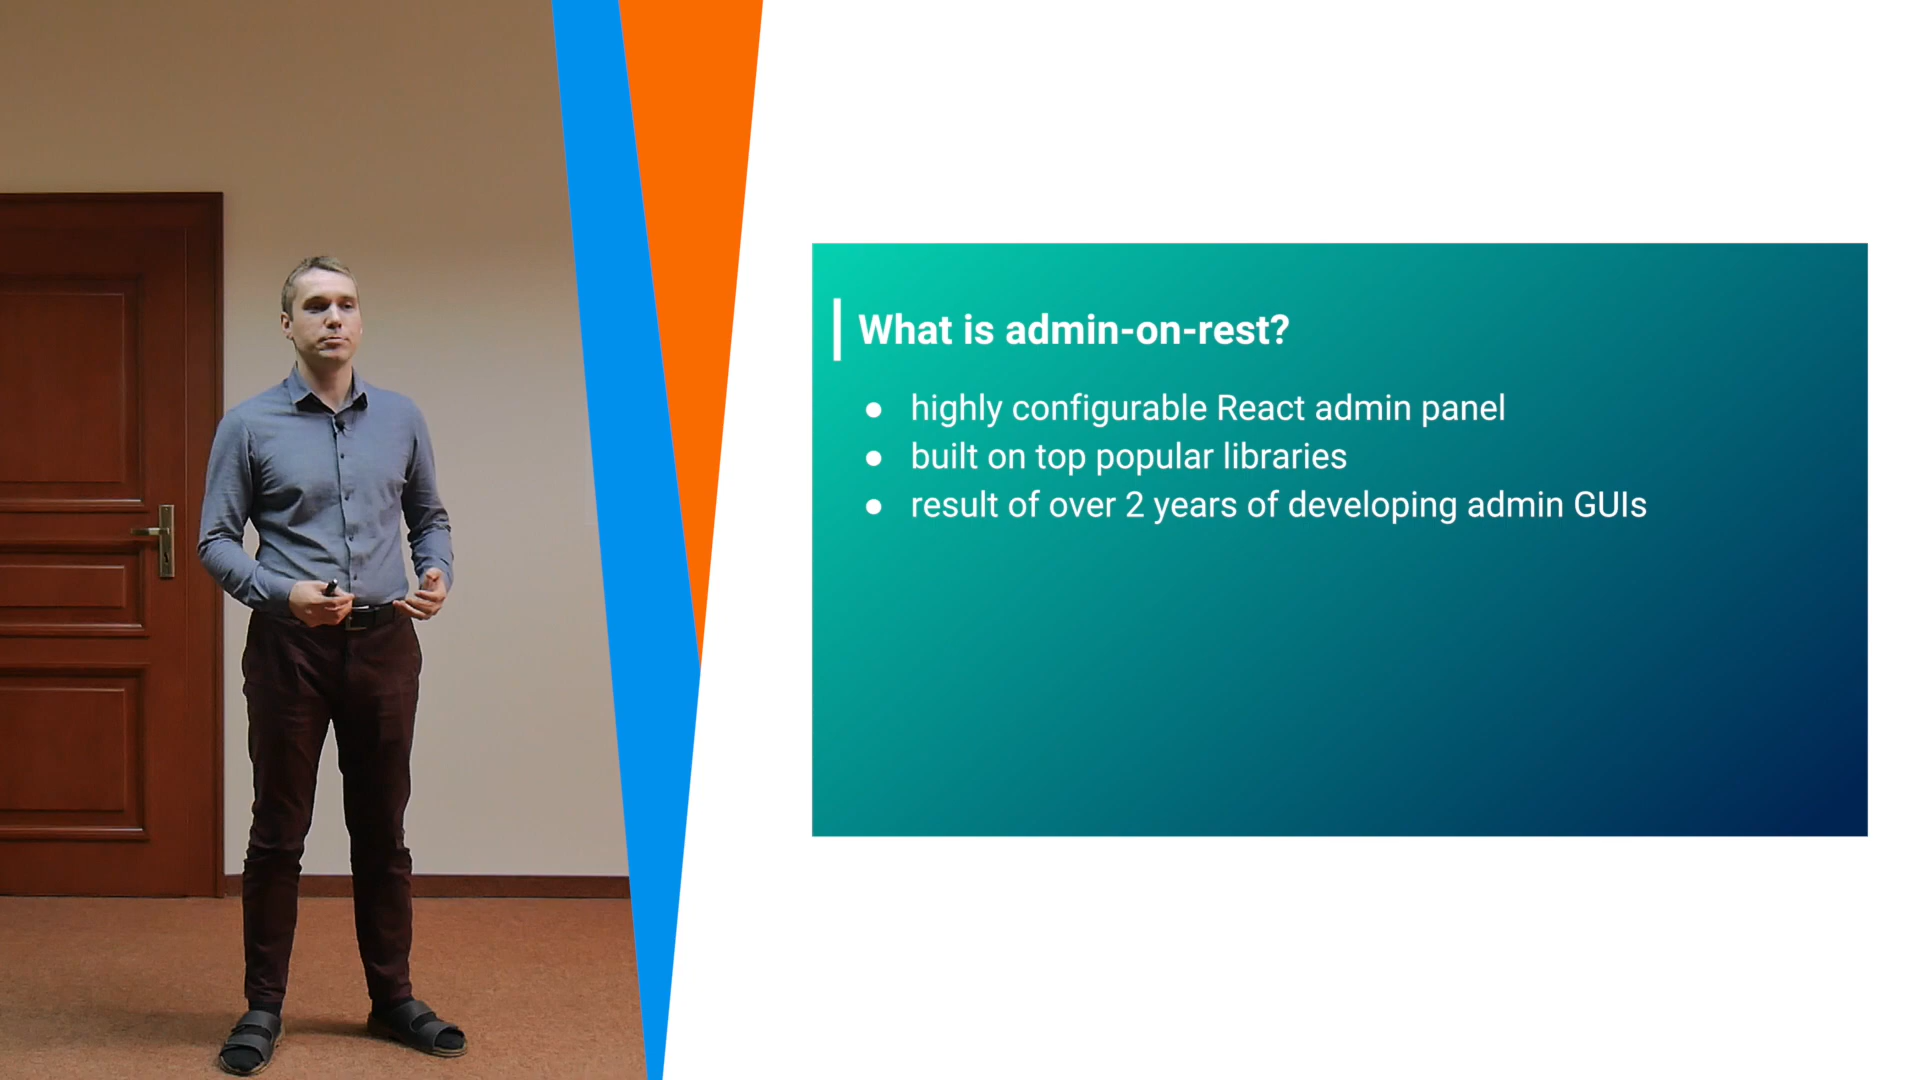 What is admin-on-rest?
● highly configurable React admin panel
● built on top popular libraries
● result of over 2 years of developing admin GUIs